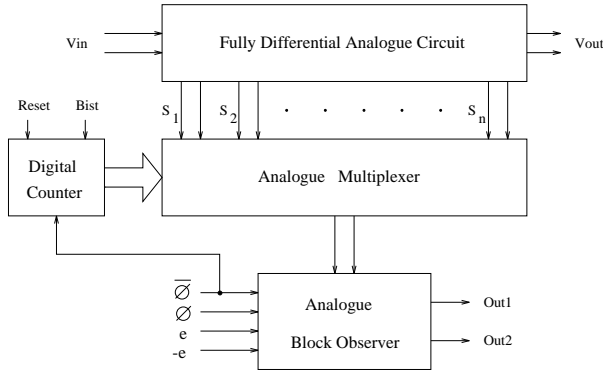 Vin
Fully Differential Analogue Circuit
Vout
Reset
Bist
S1
S2
. . . . . .
Sn
Digital
Counter
Analogue Multiplexer
∅̅
∅
e
-e
Analogue
Block Observer
Out1
Out2